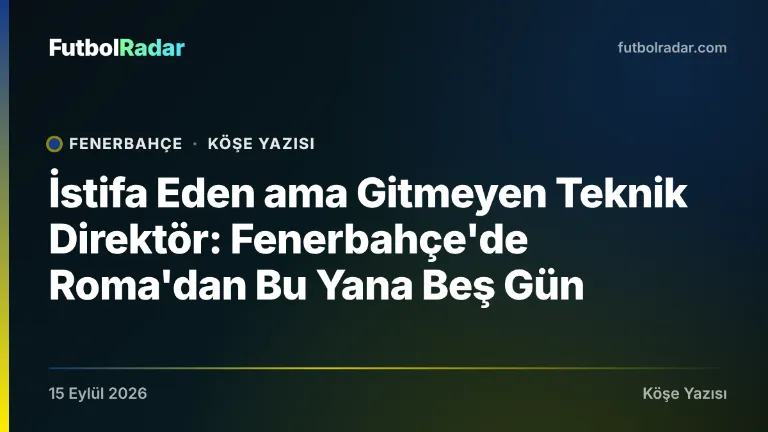 FutbolRadar
futbolradar.com
FENERBAHÇE · KÖŞE YAZISI
İstifa Eden ama Gitmeyen Teknik
Direktör: Fenerbahçe'de
Roma'dan Bu Yana Beş Gün
15 Eylül 2026
Köşe Yazısı